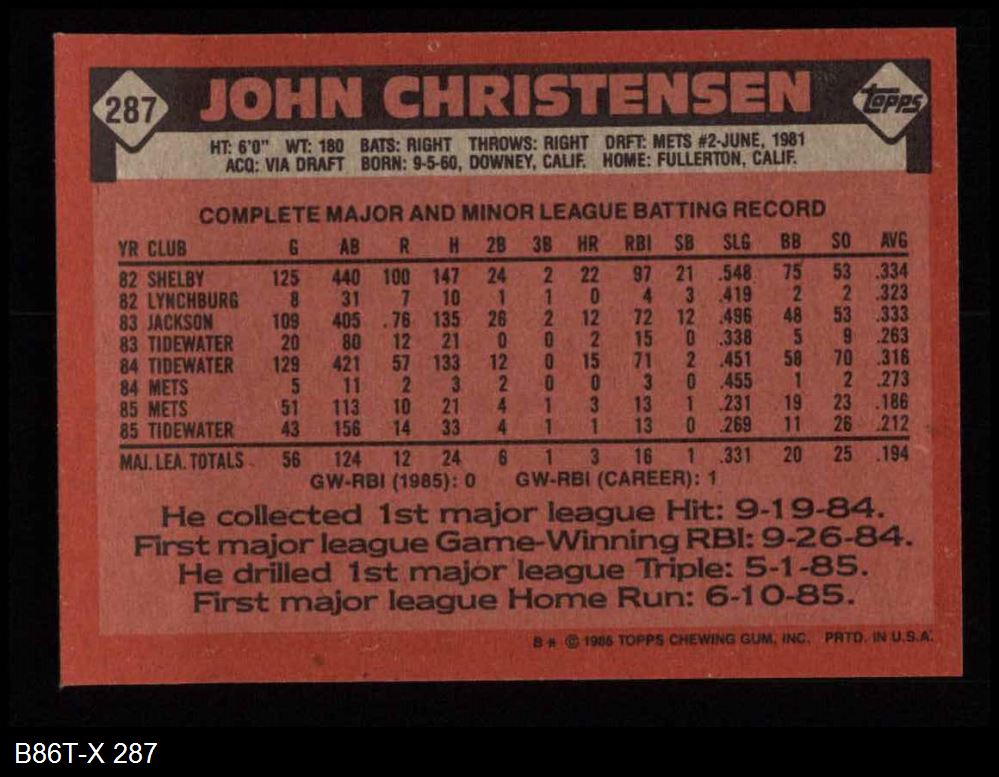 287 JOHN CHRISTENSEN TOPPS
HT: 6'0" WT: 180 BATS: RIGHT THROWS: RIGHT DRFT: METS #2-JUNE, 1981
ACQ: VIA DRAFT BORN: 9-5-60, DOWNEY, CALIF. HOME: FULLERTON, CALIF.
COMPLETE MAJOR AND MINOR LEAGUE BATTING RECORD
YR CLUB G AB R H 2B 3B HR RBI SB SLG BB SO AVG
82 SHELBY 125 440 100 147 24 2 22 97 21 .548 75 53 .334
82 LYNCHBURG 8 31 7 10 1 1 0 4 3 .419 2 2 .323
83 JACKSON 109 405 .76 135 26 2 12 72 12 .496 48 53 .333
83 TIDEWATER 20 80 12 21 0 0 2 15 0 .338 5 9 .263
84 TIDEWATER 129 421 57 133 12 0 15 71 2 .451 58 70 .316
84 METS 5 11 2 3 2 0 0 3 0 .455 1 2 .273
85 METS 51 113 10 21 4 1 3 13 1 .231 19 23 .186
85 TIDEWATER 43 156 14 33 4 1 1 13 0 .269 11 26 .212
MAJ. LEA. TOTALS 56 124 12 24 6 1 3 16 1 .331 20 25 .194
GW-RBI (1985): 0 GW-RBI (CAREER): 1
He collected 1st major league Hit: 9-19-84.
First major league Game-Winning RBI: 9-26-84.
He drilled 1st major league Triple: 5-1-85.
First major league Home Run: 6-10-85.
B * © 1986 TOPPS CHEWING GUM, INC. PRTD. IN U.S.A.
B86T-X 287